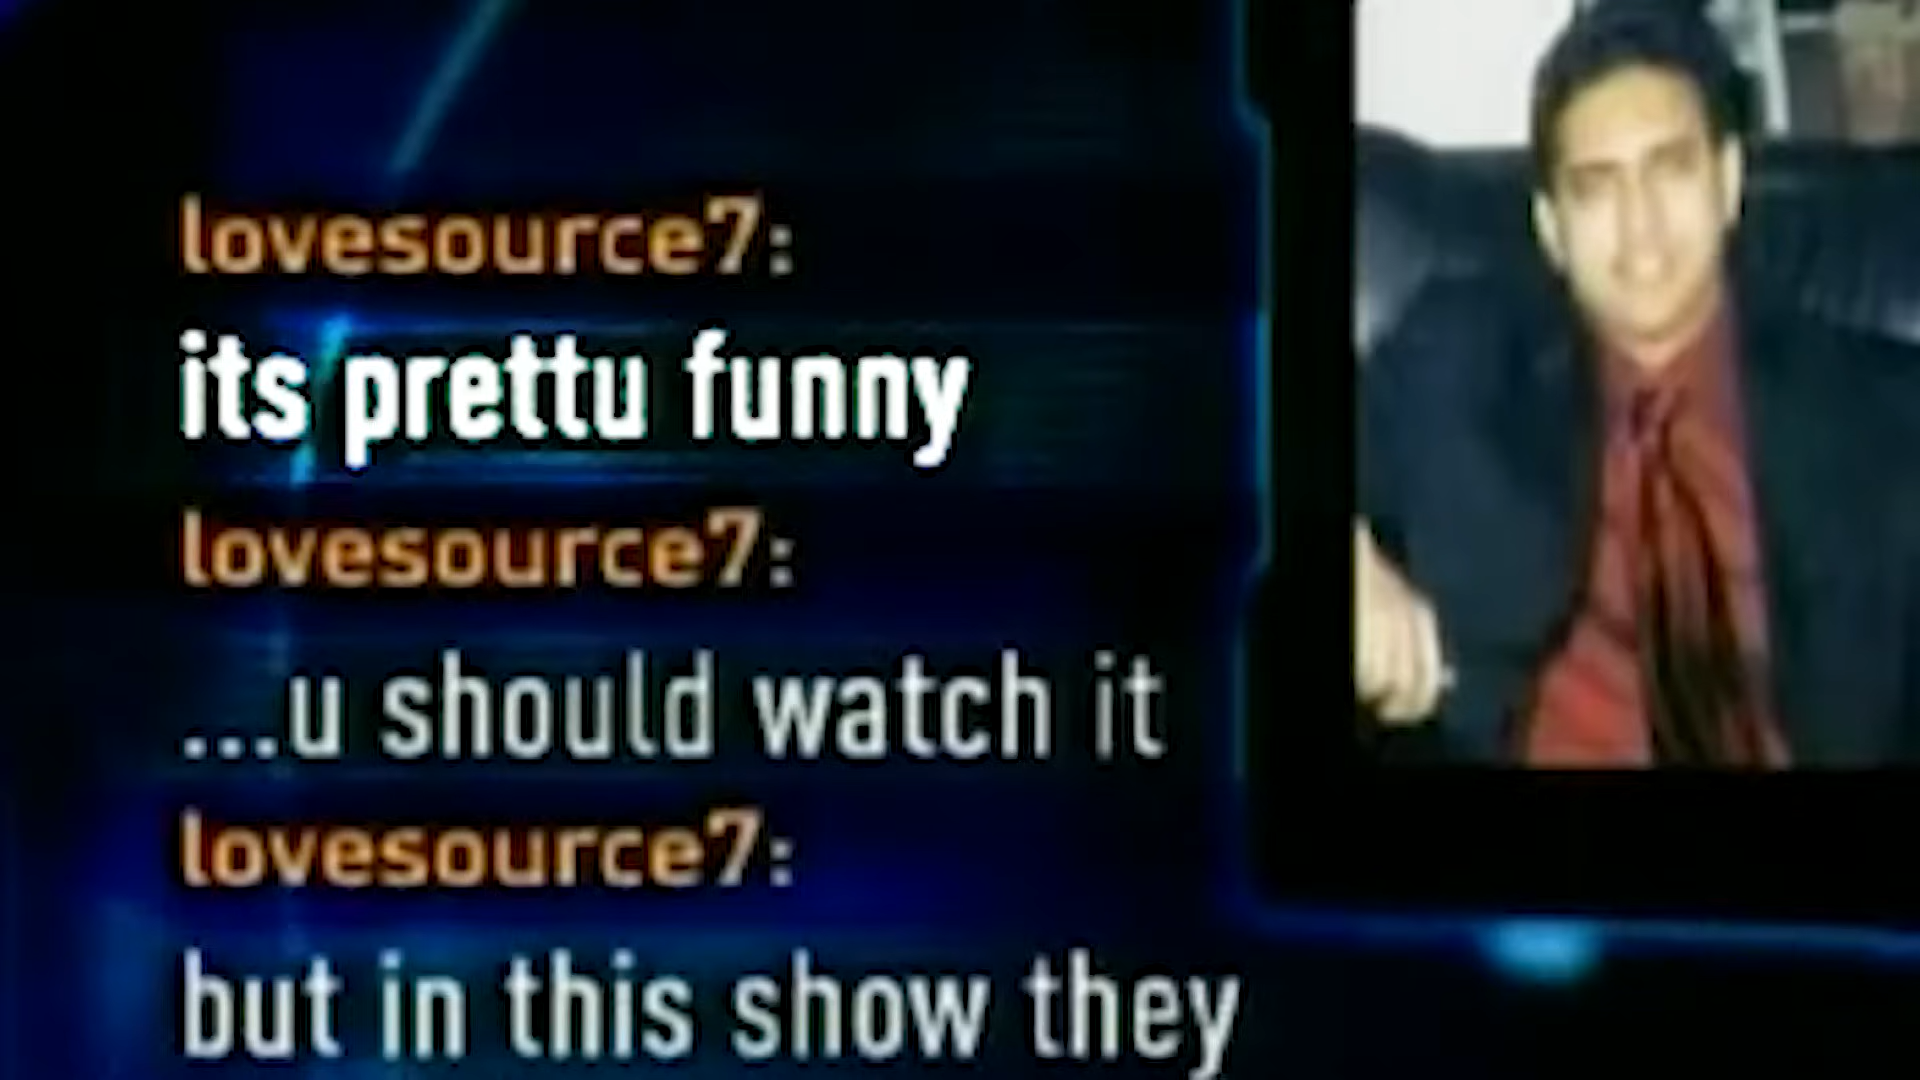 lovesource7:
its prettu funny
lovesource7:
...u should watch it
lovesource7:
but in this show they